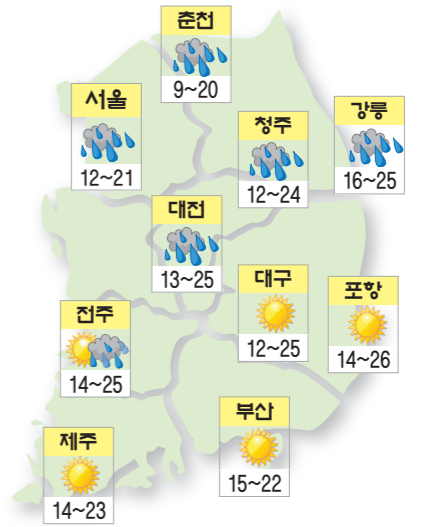 춘천
9~20
서울
12~21
청주
12~24
강릉
16~25
대전
13~25
대구
12~25
포항
14~26
전주
14~25
부산
15~22
제주
14~23